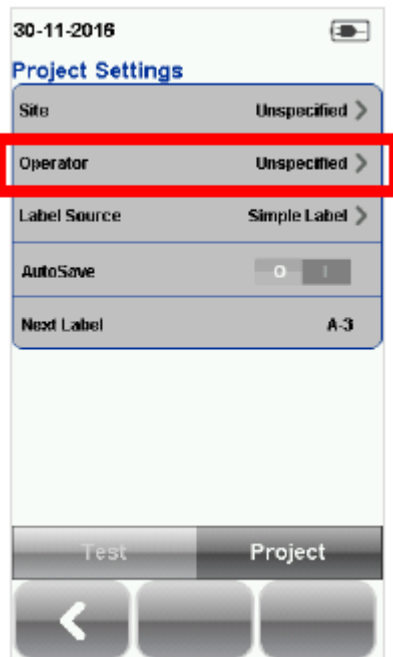 30-11-2016
Project Settings
Site Unspecified
Operator Unspecified
Label Source Simple Label
AutoSave O I
Next Label A-3
Test Project